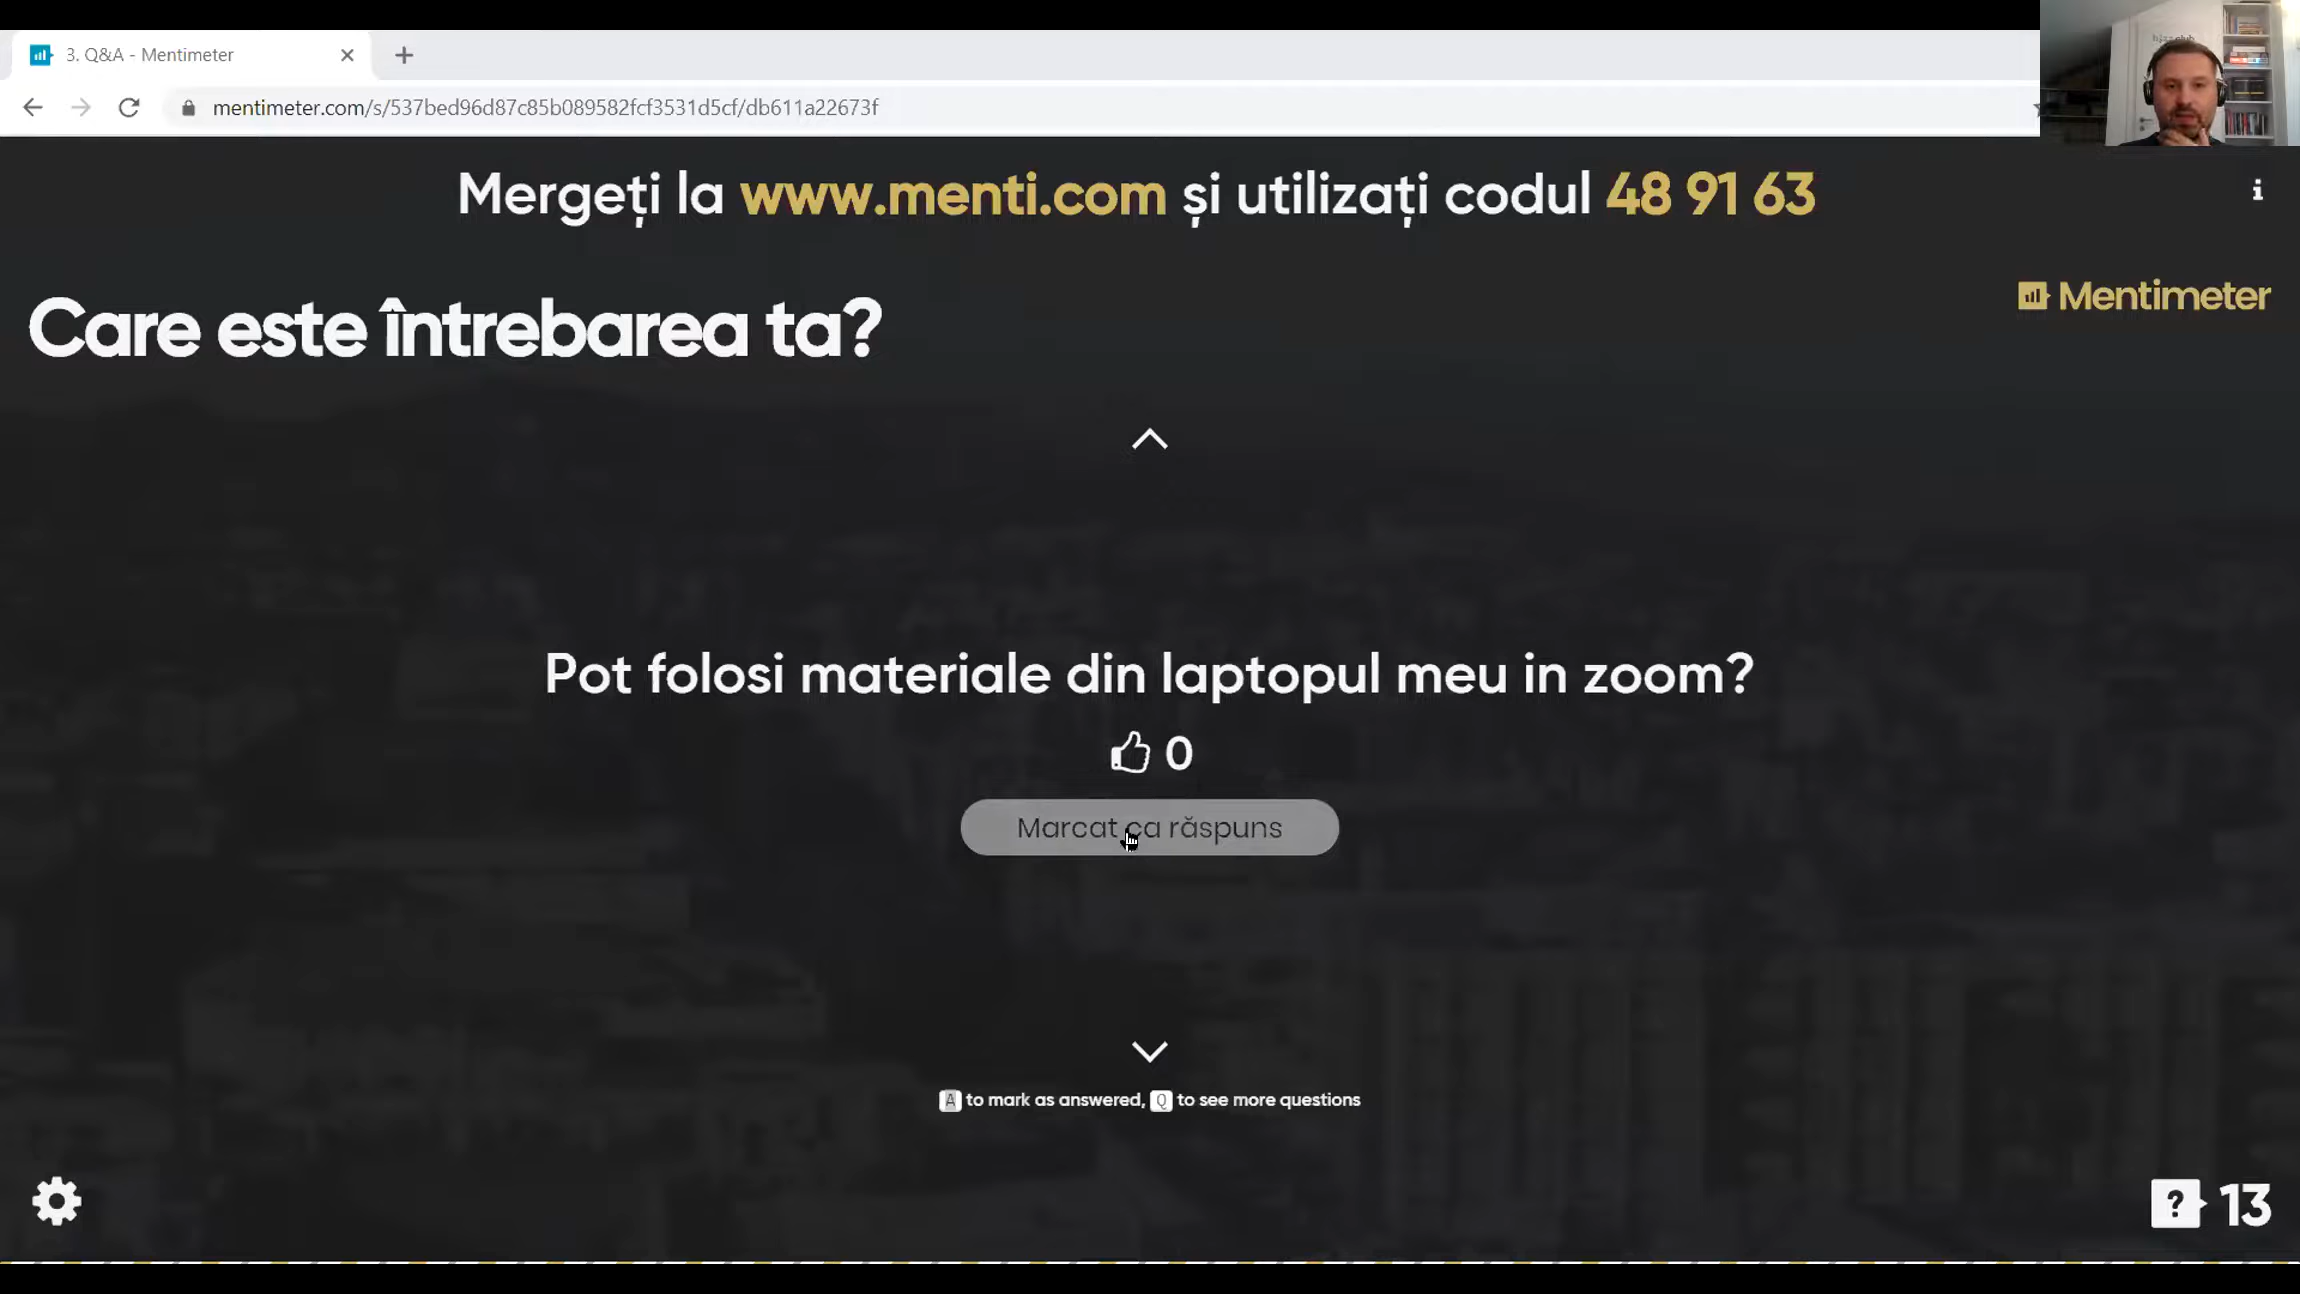 3. Q&A - Mentimeter
mentimeter.com/s/537bed96d87c85b089582fcf3531d5cf/db611a22673f
Mergeți la www.menti.com și utilizați codul 48 91 63
Mentimeter
Care este întrebarea ta?
Pot folosi materiale din laptopul meu in zoom?
0
Marcat ca răspuns
A to mark as answered, Q to see more questions
? 13